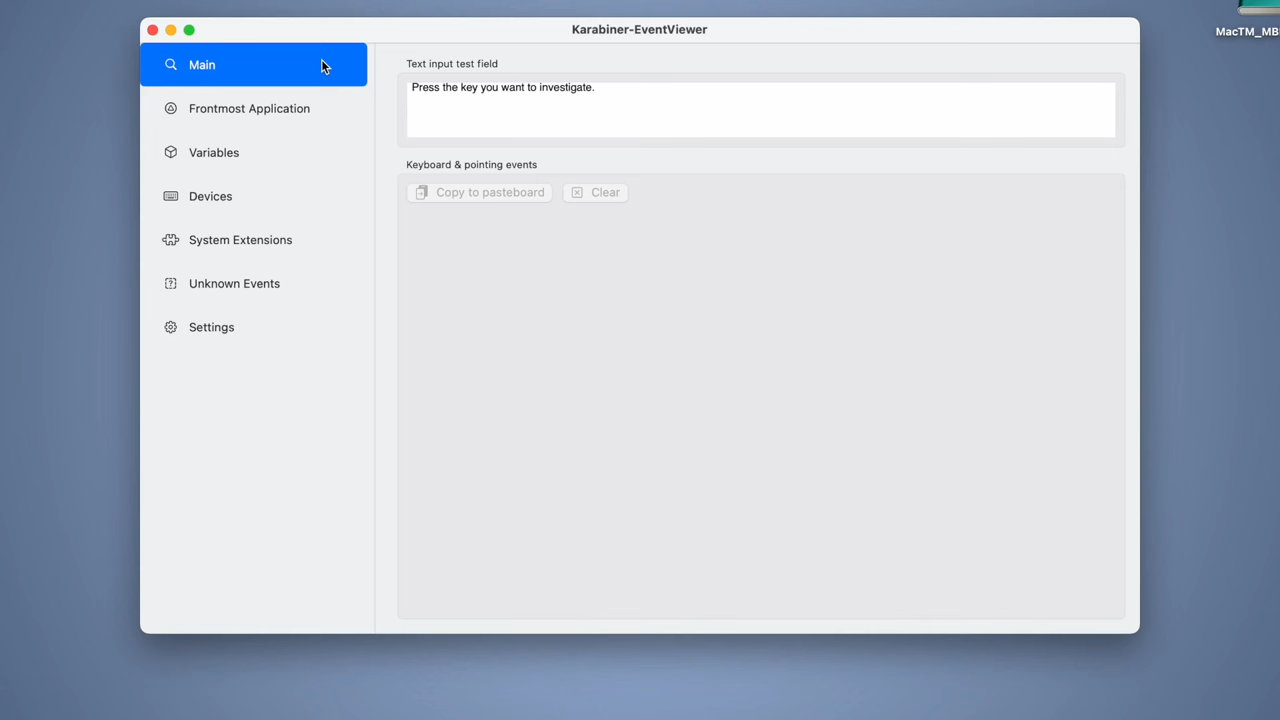 Karabiner-EventViewer
MacTM_MB
Main
Frontmost Application
Variables
Devices
System Extensions
Unknown Events
Settings
Text input test field
Press the key you want to investigate.
Keyboard & pointing events
Copy to pasteboard
Clear